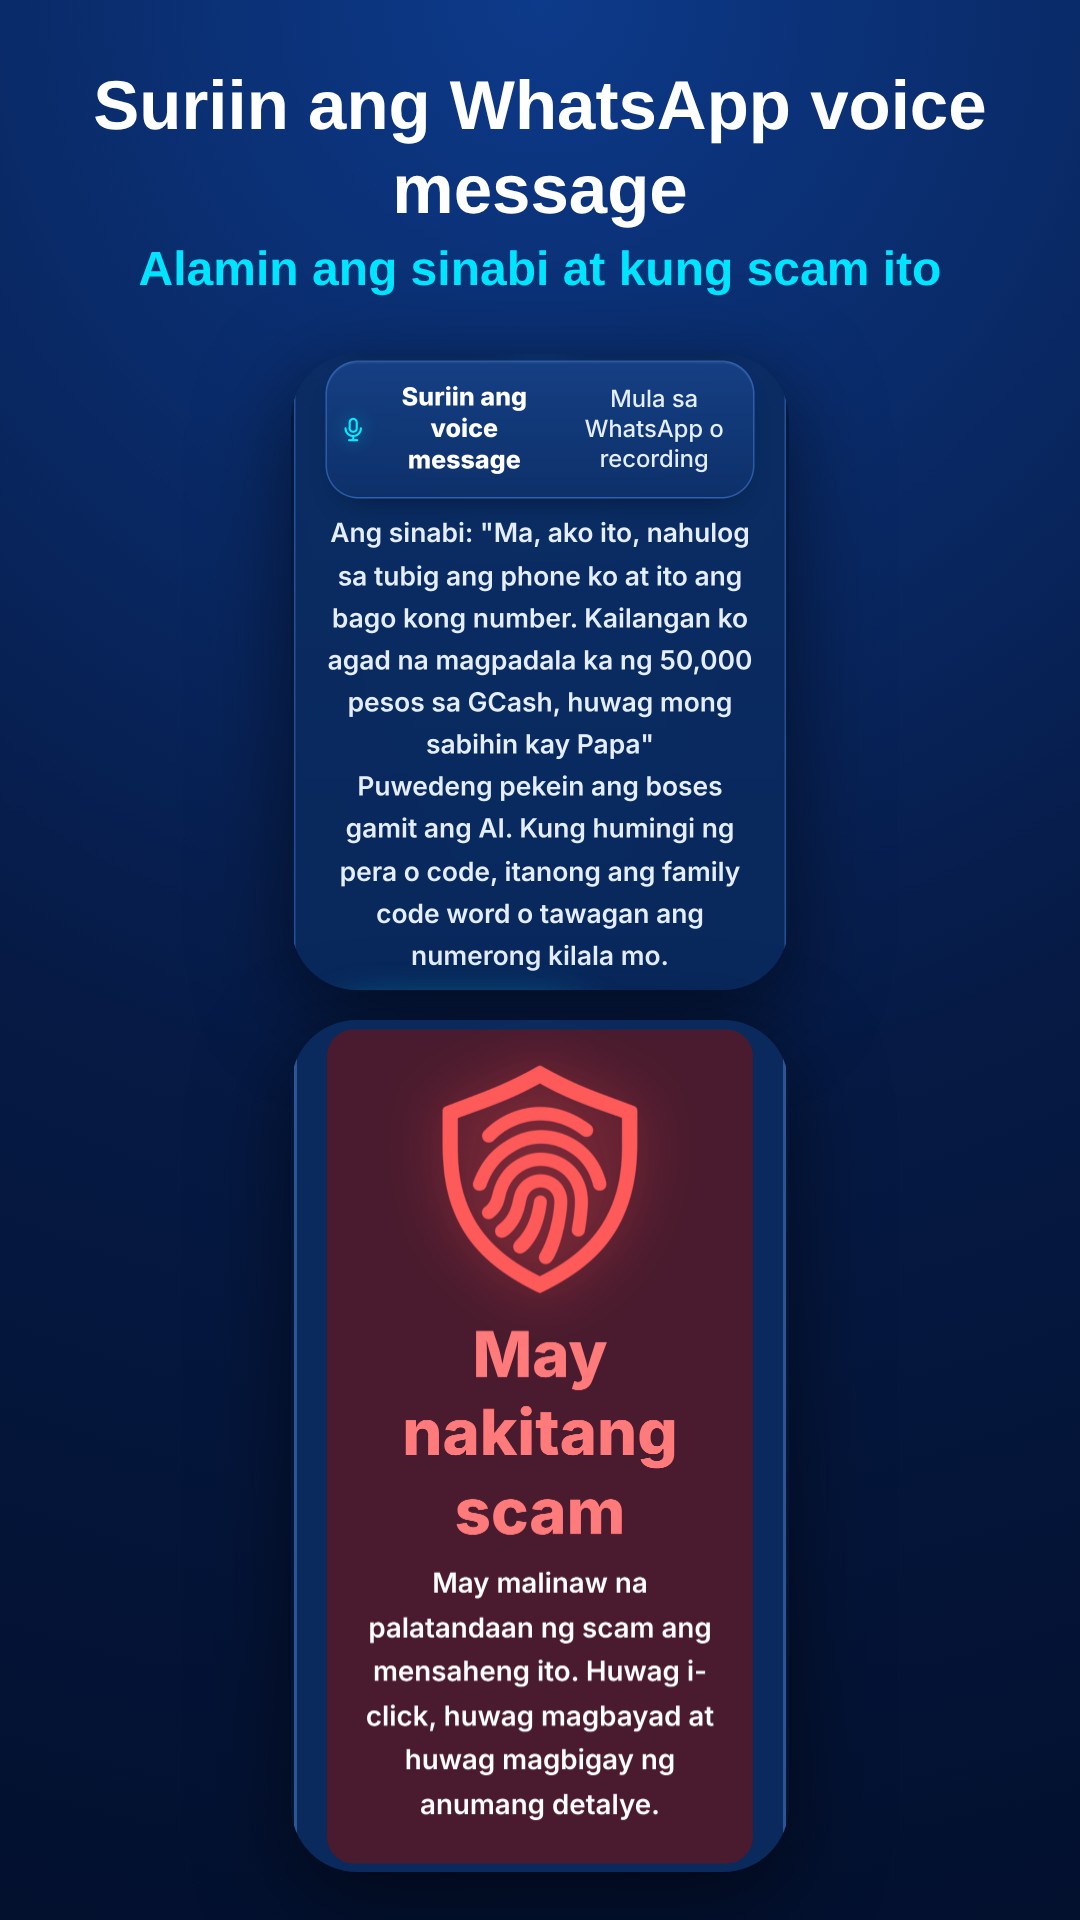 Suriin ang WhatsApp voice
message
Alamin ang sinabi at kung scam ito
Suriin ang
voice
message
Mula sa
WhatsApp o
recording
Ang sinabi: "Ma, ako ito, nahulog
sa tubig ang phone ko at ito ang
bago kong number. Kailangan ko
agad na magpadala ka ng 50,000
pesos sa GCash, huwag mong
sabihin kay Papa"
Puwedeng pekein ang boses
gamit ang AI. Kung humingi ng
pera o code, itanong ang family
code word o tawagan ang
numerong kilala mo.
May
nakitang
scam
May malinaw na
palatandaan ng scam ang
mensaheng ito. Huwag i-
click, huwag magbayad at
huwag magbigay ng
anumang detalye.